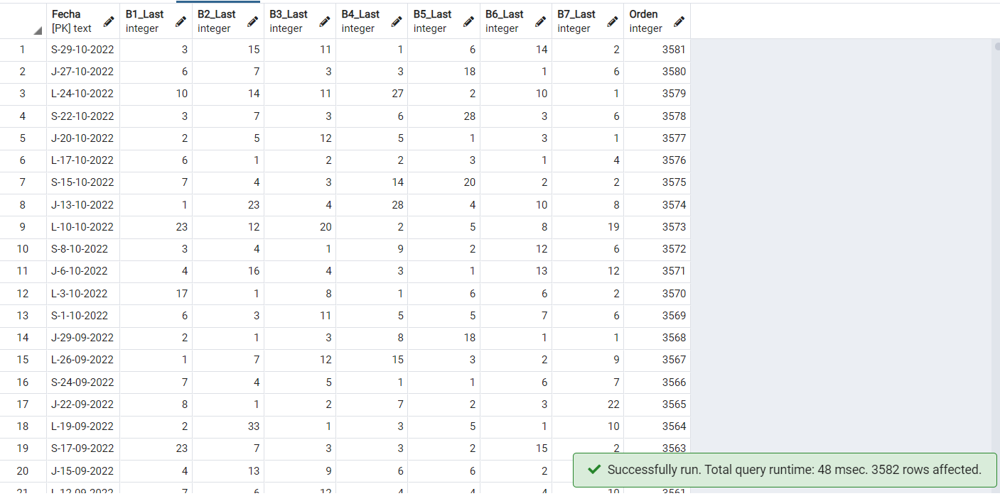 Fecha B1_Last B2_Last B3_Last B4_Last B5_Last B6_Last B7_Last Orden
[PK] text integer integer integer integer integer integer integer integer
1 S-29-10-2022 3 15 11 1 6 14 2 3581
2 J-27-10-2022 6 7 3 3 18 1 6 3580
3 L-24-10-2022 10 14 11 27 2 10 1 3579
4 S-22-10-2022 3 7 3 6 28 3 6 3578
5 J-20-10-2022 2 5 12 5 1 3 1 3577
6 L-17-10-2022 6 1 2 2 3 1 4 3576
7 S-15-10-2022 7 4 3 14 20 2 2 3575
8 J-13-10-2022 1 23 4 28 4 10 8 3574
9 L-10-10-2022 23 12 20 2 5 8 19 3573
10 S-8-10-2022 3 4 1 9 2 12 6 3572
11 J-6-10-2022 4 16 4 3 1 13 12 3571
12 L-3-10-2022 17 1 8 1 6 6 2 3570
13 S-1-10-2022 6 3 11 5 5 7 6 3569
14 J-29-09-2022 2 1 3 8 18 1 1 3568
15 L-26-09-2022 1 7 12 15 3 2 9 3567
16 S-24-09-2022 7 4 5 1 1 6 7 3566
17 J-22-09-2022 8 1 2 7 2 3 22 3565
18 L-19-09-2022 2 33 1 3 5 1 10 3564
19 S-17-09-2022 23 7 3 3 2 15 2 3563
20 J-15-09-2022 4 13 9 6 6 2
Successfully run. Total query runtime: 48 msec. 3582 rows affected.
21 L-12-09-2022 7 6 12 4 4 4 10 3561